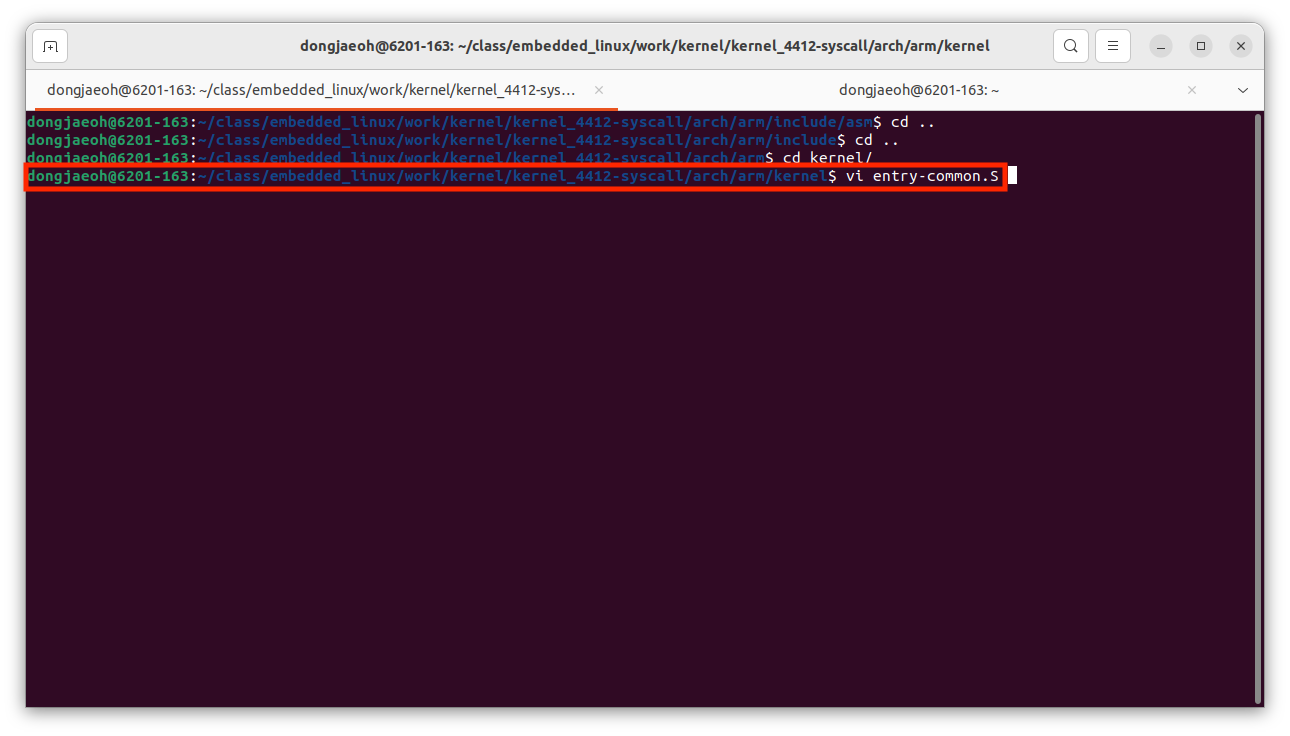 dongjaeoh@6201-163: ~/class/embedded_linux/work/kernel/kernel_4412-syscall/arch/arm/kernel
dongjaeoh@6201-163: ~/class/embedded_linux/work/kernel/kernel_4412-sys...
dongjaeoh@6201-163: ~
dongjaeoh@6201-163:~/class/embedded_linux/work/kernel/kernel_4412-syscall/arch/arm/include/asm$ cd ..
dongjaeoh@6201-163:~/class/embedded_linux/work/kernel/kernel_4412-syscall/arch/arm/include$ cd ..
dongjaeoh@6201-163:~/class/embedded_linux/work/kernel/kernel_4412-syscall/arch/arm$ cd kernel/
dongjaeoh@6201-163:~/class/embedded_linux/work/kernel/kernel_4412-syscall/arch/arm/kernel$ vi entry-common.S